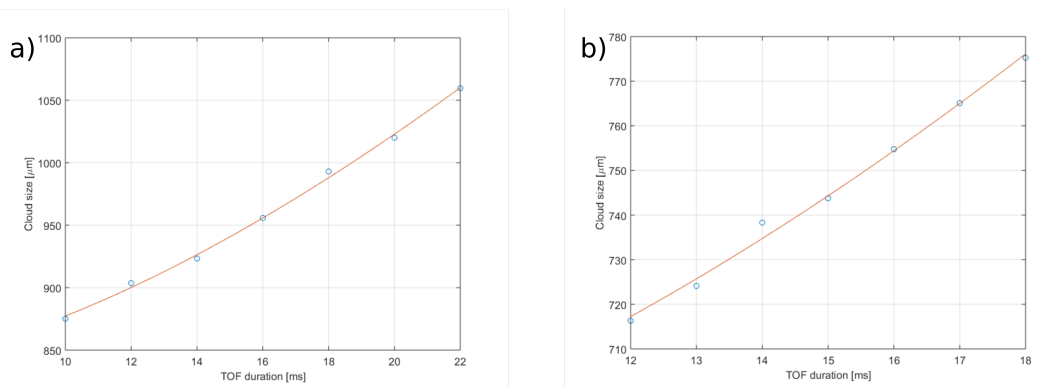 a)
1100
1050
1000
950
900
850
Cloud size [μm]
10 12 14 16 18 20 22
TOF duration [ms]
b)
780
770
760
750
740
730
720
710
Cloud size [μm]
12 13 14 15 16 17 18
TOF duration [ms]